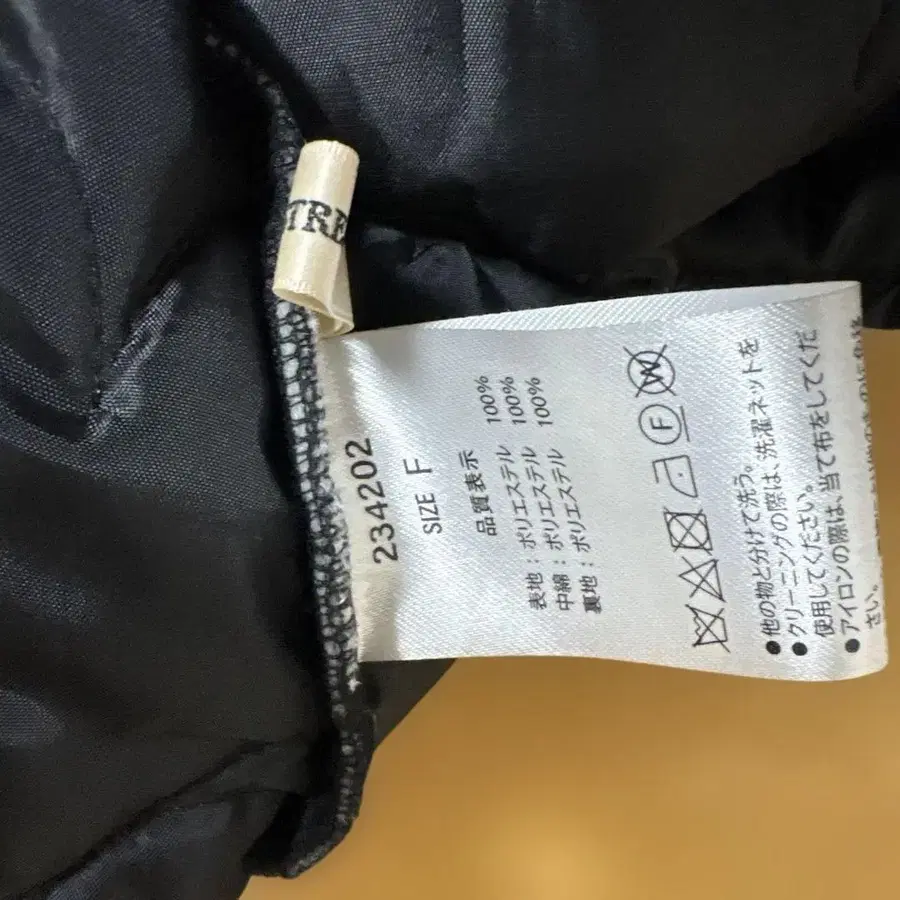 TRE
234202
SIZE F
品質表示
表地：ポリエステル 100%
中綿：ポリエステル 100%
裏地：ポリエステル 100%
F W
●他の物と分けて洗う。
●クリーニングの際は、洗濯ネットを
使用してください。
●アイロンの際は、当て布をしてくだ
さい。